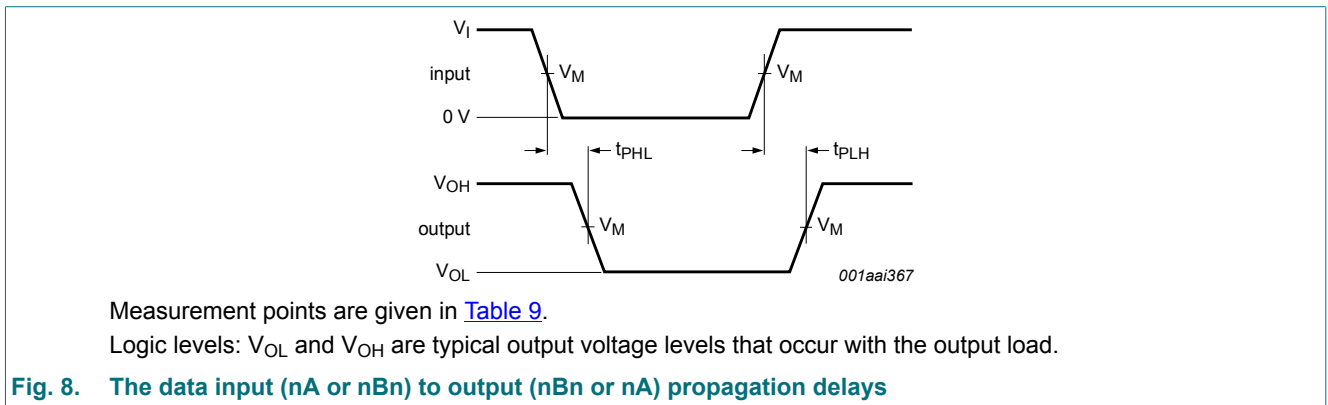 VI
input
VM
VM
0 V
tPHL
tPLH
VOH
output
VM
VM
VOL
001aai367
Measurement points are given in Table 9.
Logic levels: VOL and VOH are typical output voltage levels that occur with the output load.
Fig. 8. The data input (nA or nBn) to output (nBn or nA) propagation delays